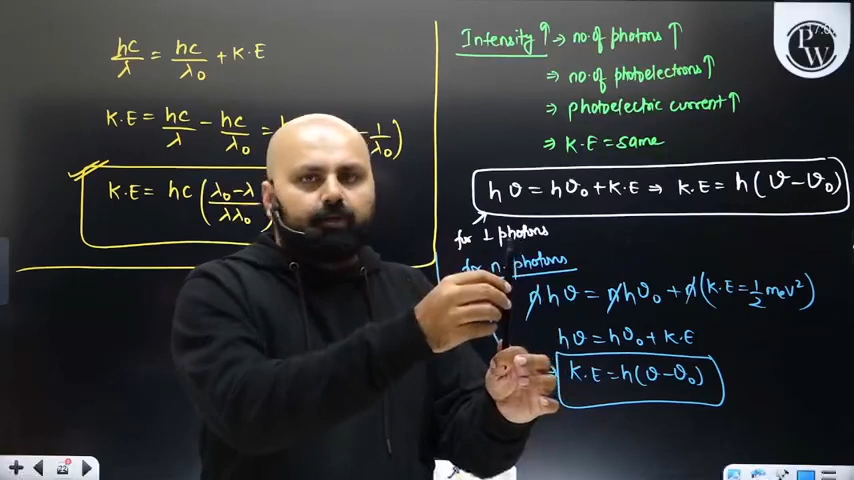 hc/λ = hc/λ₀ + K.E
K.E = hc/λ - hc/λ₀ = - 1/λ₀)
K.E = hc (λ₀-λ/λλ₀
Intensity ↑ ⇒ no. of photons ↑
⇒ no. of photoelectrons ↑
⇒ photoelectric current ↑
⇒ K.E = same
hυ = hυ₀ + K.E ⇒ K.E = h(υ-υ₀)
for 1 photons
for n. photons
nhυ = nhυ₀ + n(K.E = 1/2 meV²)
hυ = hυ₀ + K.E
K.E = h(υ-υ₀)
PW